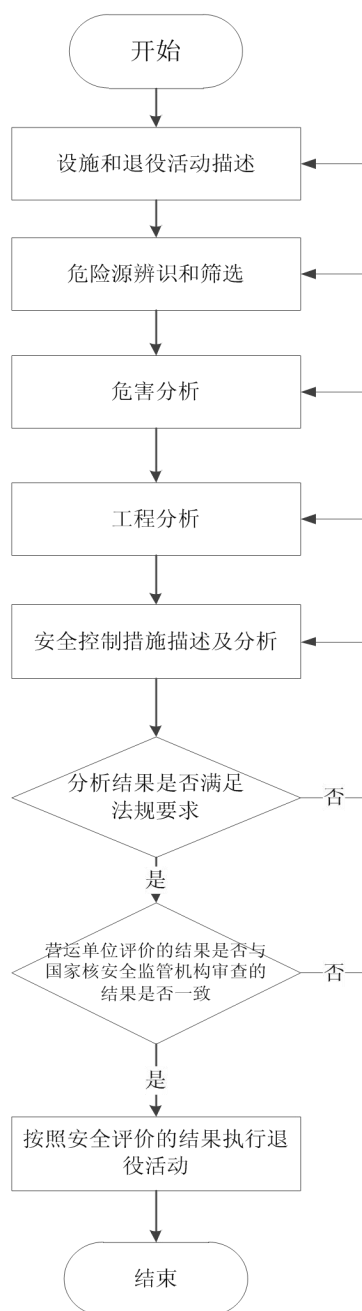 开始
设施和退役活动描述
危险源辨识和筛选
危害分析
工程分析
安全控制措施描述及分析
分析结果是否满足
法规要求
否
是
营运单位评价的结果是否与
国家核安全监管机构审查的
结果是否一致
否
是
按照安全评价的结果执行退
役活动
结束